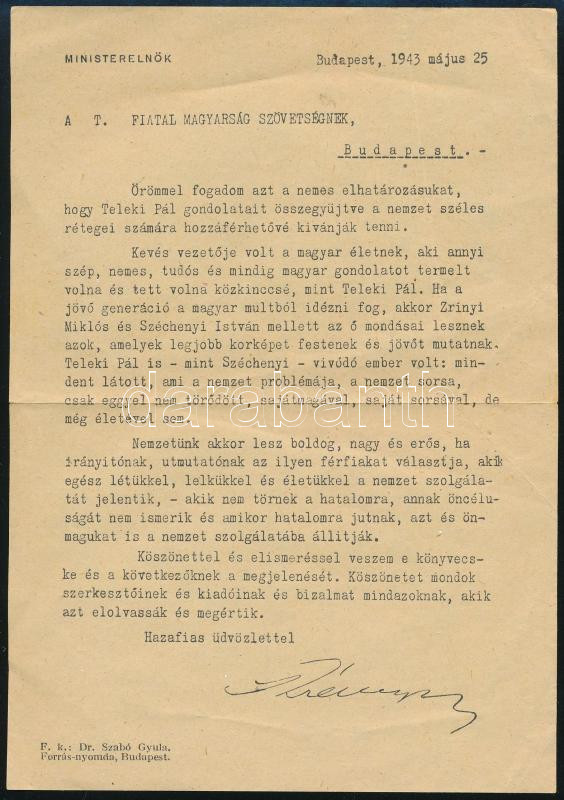 MINISTERELNÖK
Budapest, 1943 május 25
A T. FIATAL MAGYARSÁG SZÖVETSÉGNEK,
Budapest.-
Örömmel fogadom azt a nemes elhatározásukat,
hogy Teleki Pál gondolatait összegyüjtve a nemzet széles
rétegei számára hozzáférhetővé kivánják tenni.
Kevés vezetője volt a magyar életnek, aki annyi
szép, nemes, tudós és mindig magyar gondolatot termelt
volna és tett volna közkinccsé, mint Teleki Pál. Ha a
jövő generáció a magyar multból idézni fog, akkor Zrinyi
Miklós és Széchenyi István mellett az ő mondásai lesznek
azok, amelyek legjobb korképet festenek és jövőt mutatnak.
Teleki Pál is - mint Széchenyi - vivódó ember volt: min-
dent látott, ami a nemzet problémája, a nemzet sorsa,
csak eggyel nem törődött, sajátmagával, saját sorsával, de
még életével sem.
Nemzetünk akkor lesz boldog, nagy és erős, ha
irányitónak, utmutatónak az ilyen férfiakat választja, akik
egész létükkel, lelkükkel és életükkel a nemzet szolgála-
tát jelentik, - akik nem törnek a hatalomra, annak öncélu-
ságát nem ismerik és amikor hatalomra jutnak, azt és ön-
magukat is a nemzet szolgálatába állitják.
Köszönettel és elismeréssel veszem e könyvecs-
ke és a következőknek a megjelenését. Köszönetet mondok
szerkesztőinek és kiadóinak és bizalmat mindazoknak, akik
azt elolvassák és megértik.
Hazafias üdvözlettel
F. k.: Dr. Szabó Gyula.
Forrás-nyomda, Budapest.
darabanth